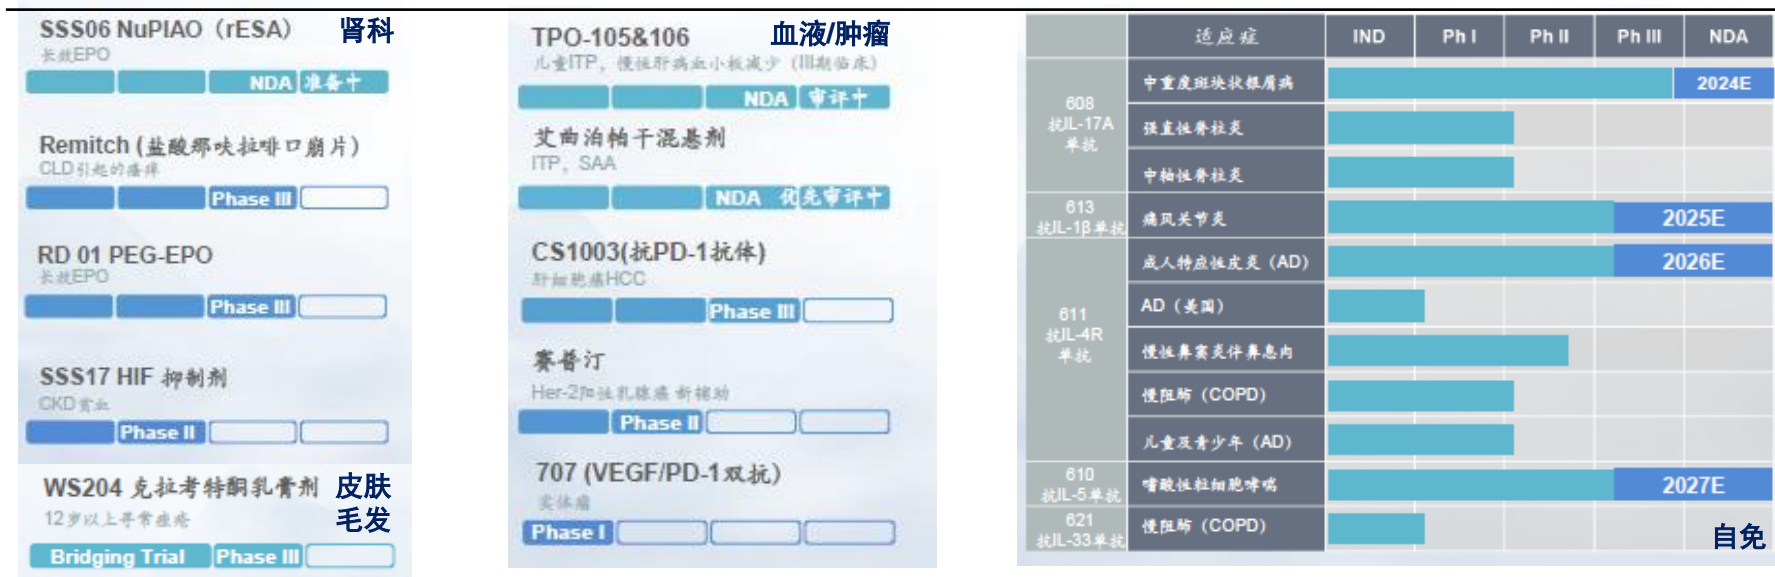 SSS06 NuPIAO（rESA） 肾科
长效EPO
NDA 准备中
Remitch (盐酸那呋拉啡口崩片)
CLD引起的瘙痒
Phase III
RD 01 PEG-EPO
长效EPO
Phase III
SSS17 HIF 抑制剂
CKD贫血
Phase II
WS204 克拉考特酮乳膏剂 皮肤
毛发
12岁以上寻常痤疮
Bridging Trial Phase III
TPO-105&106 血液/肿瘤
儿童ITP，慢性肝病血小板减少（III期临床）
NDA 审评中
艾曲泊帕干混悬剂
ITP，SAA
NDA 优先审评中
CS1003(抗PD-1抗体)
肝细胞癌HCC
Phase III
赛普汀
Her-2阳性乳腺癌 新辅助
Phase II
707 (VEGF/PD-1双抗)
实体瘤
Phase I
适应症 IND Ph I Ph II Ph III NDA
608
抗IL-17A
单抗
中重度斑块状银屑病 2024E
强直性脊柱炎
中轴性脊柱炎
613
抗IL-1β单抗
痛风关节炎 2025E
611
抗IL-4R
单抗
成人特应性皮炎（AD） 2026E
AD（美国）
慢性鼻窦炎伴鼻息肉
慢阻肺（COPD）
儿童及青少年（AD）
610
抗IL-5单抗
嗜酸性粒细胞哮喘 2027E
621
抗IL-33单抗
慢阻肺（COPD）
自免